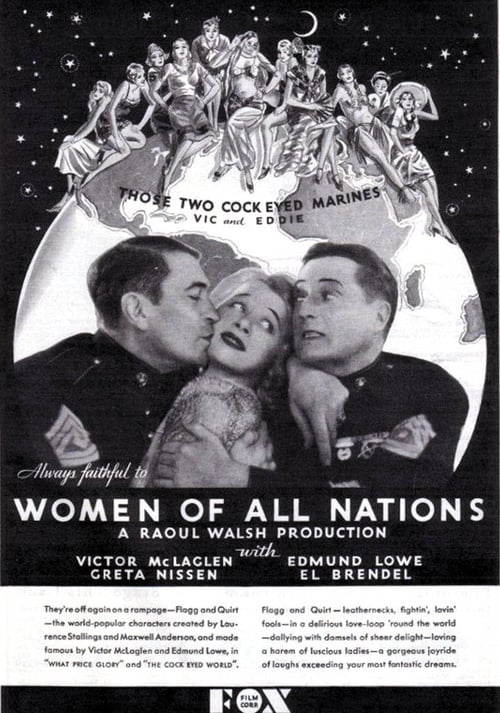 THOSE TWO COCK EYED MARINES
VIC and EDDIE
Always faithful to
WOMEN OF ALL NATIONS
A RAOUL WALSH PRODUCTION
with
VICTOR McLAGLEN EDMUND LOWE
GRETA NISSEN EL BRENDEL
They're off again on a rampage—Flagg and Quirt
—the world-popular characters created by Lau-
rence Stallings and Maxwell Anderson, and made
famous by Victor McLaglen and Edmund Lowe, in
"WHAT PRICE GLORY" and "THE COCK EYED WORLD".
Flagg and Quirt—leathernecks, fightin', lovin'
fools—in a delirious love-loop 'round the world
—dallying with damsels of sheer delight—loving
a harem of luscious ladies—a gorgeous joyride
of laughs exceeding your most fantastic dreams.
FOX
FILM
CORP.